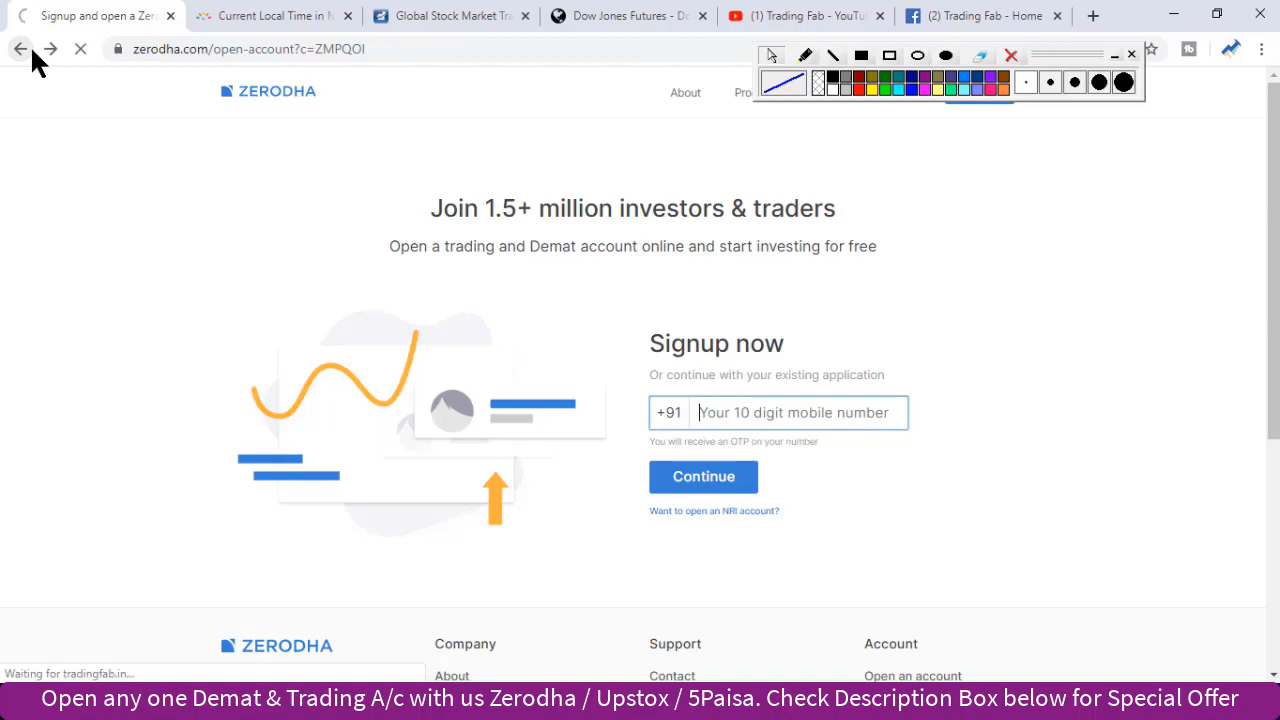 Signup and open a Zer
Current Local Time in N
Global Stock Market Tra
Dow Jones Futures - Do
(1) Trading Fab - YouTu
(2) Trading Fab - Home
zerodha.com/open-account?c=ZMPQOI
ZERODHA
About
Pro
Join 1.5+ million investors & traders
Open a trading and Demat account online and start investing for free
Signup now
Or continue with your existing application
+91
Your 10 digit mobile number
You will receive an OTP on your number
Continue
Want to open an NRI account?
ZERODHA
Company
Support
Account
About
Contact
Open an account
Waiting for tradingfab.in...
Open any one Demat & Trading A/c with us Zerodha / Upstox / 5Paisa. Check Description Box below for Special Offer